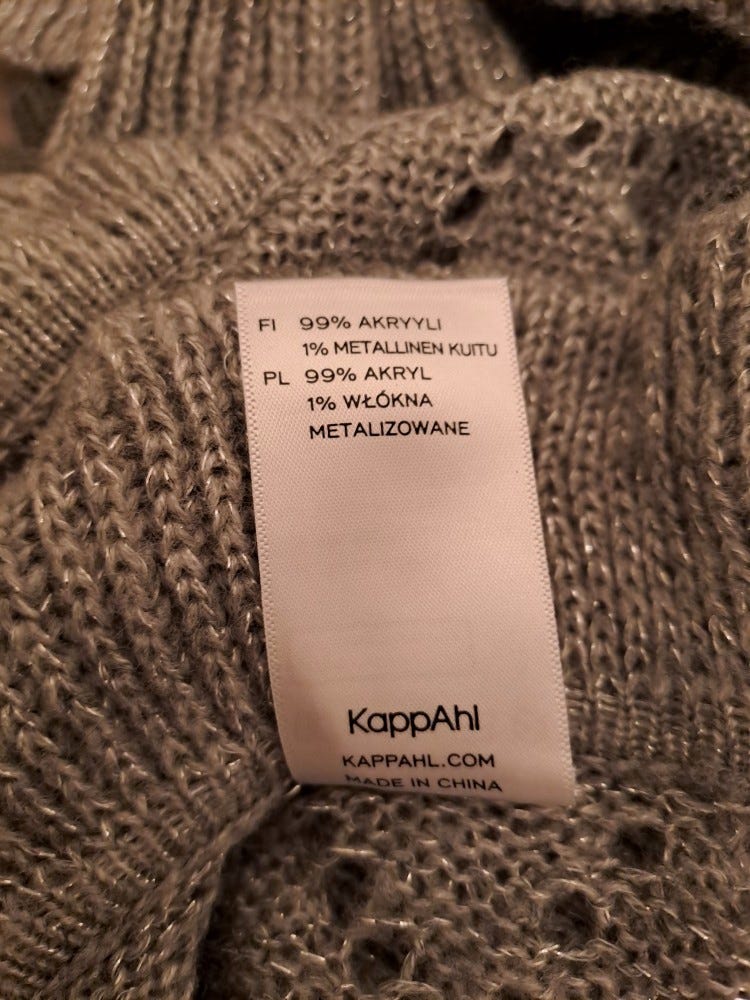 FI 99% AKRYYLI
1% METALLINEN KUITU
PL 99% AKRYL
1% WŁÓKNA
METALIZOWANE
KappAhl
KAPPAHL.COM
MADE IN CHINA